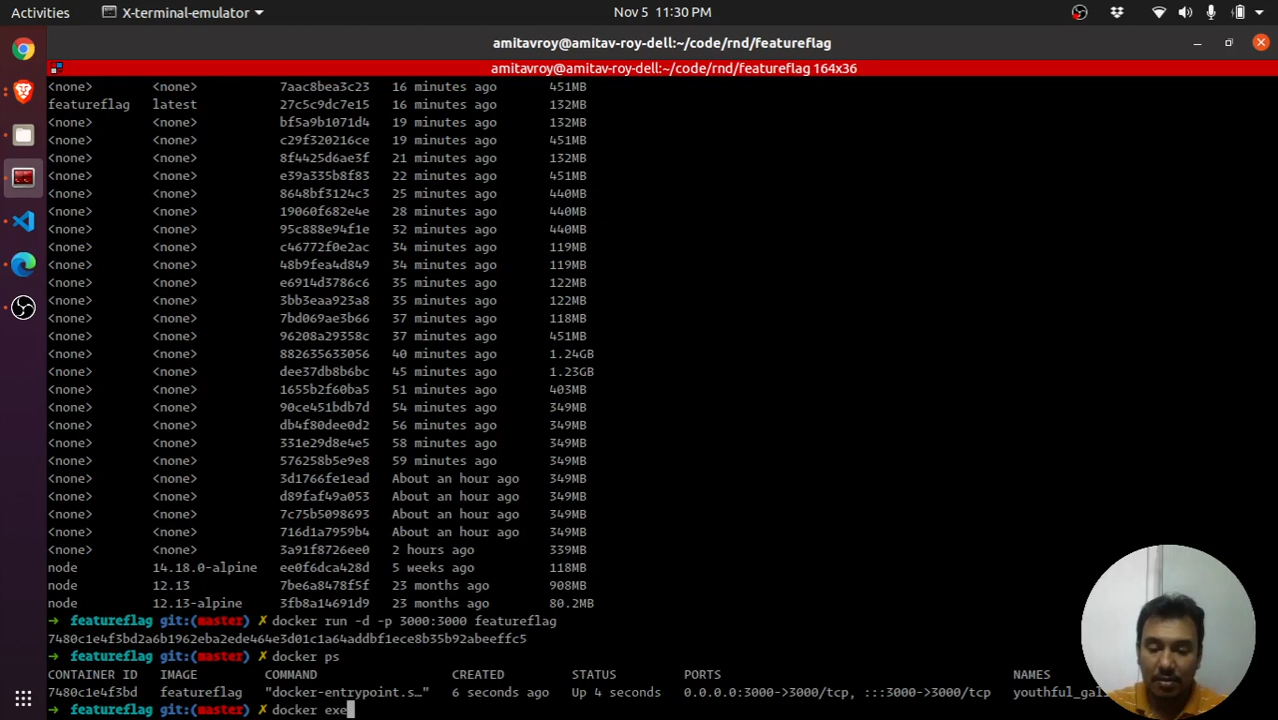 Activities X-terminal-emulator Nov 5 11:30 PM
amitavroy@amitav-roy-dell:~/code/rnd/featureflag
amitavroy@amitav-roy-dell:~/code/rnd/featureflag 164x36
<none> <none> 7aac8bea3c23 16 minutes ago 451MB
featureflag latest 27c5c9dc7e15 16 minutes ago 132MB
<none> <none> bf5a9b1071d4 19 minutes ago 132MB
<none> <none> c29f320216ce 19 minutes ago 451MB
<none> <none> 8f4425d6ae3f 21 minutes ago 132MB
<none> <none> e39a335b8f83 22 minutes ago 451MB
<none> <none> 8648bf3124c3 25 minutes ago 440MB
<none> <none> 19060f682e4e 28 minutes ago 440MB
<none> <none> 95c888e94f1e 32 minutes ago 440MB
<none> <none> c46772f0e2ac 34 minutes ago 119MB
<none> <none> 48b9fea4d849 34 minutes ago 119MB
<none> <none> e6914d3786c6 35 minutes ago 122MB
<none> <none> 3bb3eaa923a8 35 minutes ago 122MB
<none> <none> 7bd069ae3b66 37 minutes ago 118MB
<none> <none> 96208a29358c 37 minutes ago 451MB
<none> <none> 882635633056 40 minutes ago 1.24GB
<none> <none> dee37db8b6bc 45 minutes ago 1.23GB
<none> <none> 1655b2f60ba5 51 minutes ago 403MB
<none> <none> 90ce451bdb7d 54 minutes ago 349MB
<none> <none> db4f80dee0d2 56 minutes ago 349MB
<none> <none> 331e29d8e4e5 58 minutes ago 349MB
<none> <none> 576258b5e9e8 59 minutes ago 349MB
<none> <none> 3d1766fe1ead About an hour ago 349MB
<none> <none> d89faf49a053 About an hour ago 349MB
<none> <none> 7c75b5098693 About an hour ago 349MB
<none> <none> 716d1a7959b4 About an hour ago 349MB
<none> <none> 3a91f8726ee0 2 hours ago 339MB
node 14.18.0-alpine ee0f6dca428d 5 weeks ago 118MB
node 12.13 7be6a8478f5f 23 months ago 908MB
node 12.13-alpine 3fb8a14691d9 23 months ago 80.2MB
→ featureflag git:(master) ✗ docker run -d -p 3000:3000 featureflag
7480c1e4f3bd2a6b1962eba2ede464e3d01c1a64addbf1ece8b35b92abeeffc5
→ featureflag git:(master) ✗ docker ps
CONTAINER ID IMAGE COMMAND CREATED STATUS PORTS NAMES
7480c1e4f3bd featureflag "docker-entrypoint.s…" 6 seconds ago Up 4 seconds 0.0.0.0:3000->3000/tcp, :::3000->3000/tcp
→ featureflag git:(master) ✗ docker exe